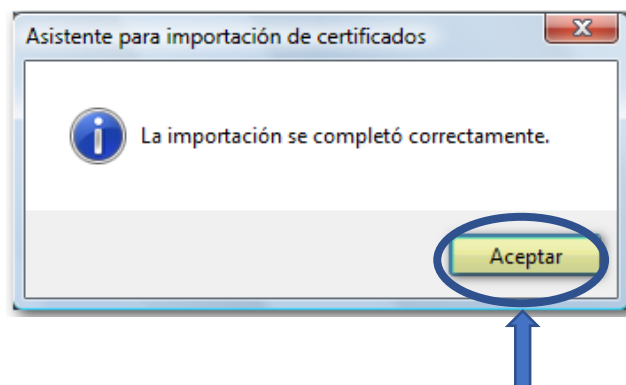 Asistente para importación de certificados
La importación se completó correctamente.
Aceptar